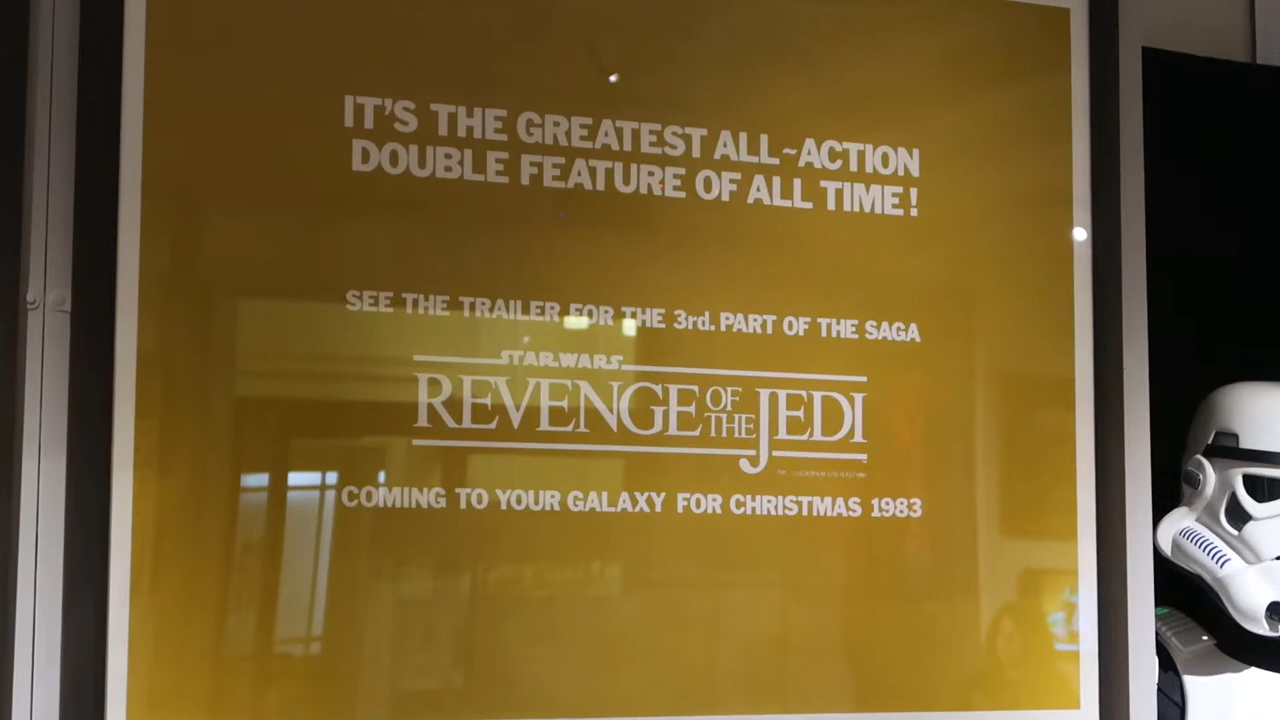 IT'S THE GREATEST ALL~ACTION
DOUBLE FEATURE OF ALL TIME!
SEE THE TRAILER FOR THE 3rd. PART OF THE SAGA
STAR WARS
REVENGE OF THE JEDI
COMING TO YOUR GALAXY FOR CHRISTMAS 1983